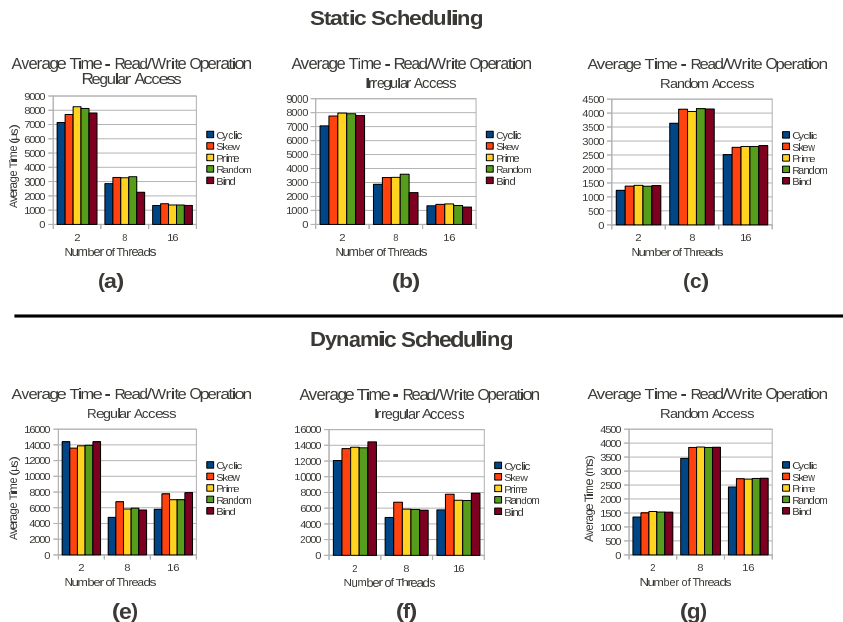 Static Scheduling
Average Time - Read/Write Operation
Regular Access
9000
8000
7000
6000
5000
4000
3000
2000
1000
0
Average Time (µs)
2 8 16
Number of Threads
Cyclic
Skew
Prime
Random
Bind
(a)
Average Time - Read/Write Operation
Irregular Access
9000
8000
7000
6000
5000
4000
3000
2000
1000
0
2 8 16
Number of Threads
Cyclic
Skew
Prime
Random
Bind
(b)
Average Time - Read/Write Operation
Random Access
4500
4000
3500
3000
2500
2000
1500
1000
500
0
2 8 16
Number of Threads
Cyclic
Skew
Prime
Random
Bind
(c)
Dynamic Scheduling
Average Time - Read/Write Operation
Regular Access
16000
14000
12000
10000
8000
6000
4000
2000
0
Average Time (µs)
2 8 16
Number of Threads
Cyclic
Skew
Prime
Random
Bind
(e)
Average Time - Read/Write Operation
Irregular Access
16000
14000
12000
10000
8000
6000
4000
2000
0
2 8 16
Number of Threads
Cyclic
Skew
Prime
Random
Bind
(f)
Average Time - Read/Write Operation
Random Access
4500
4000
3500
3000
2500
2000
1500
1000
500
0
Average Time (ms)
2 8 16
Number of Threads
Cyclic
Skew
Prime
Random
Bind
(g)